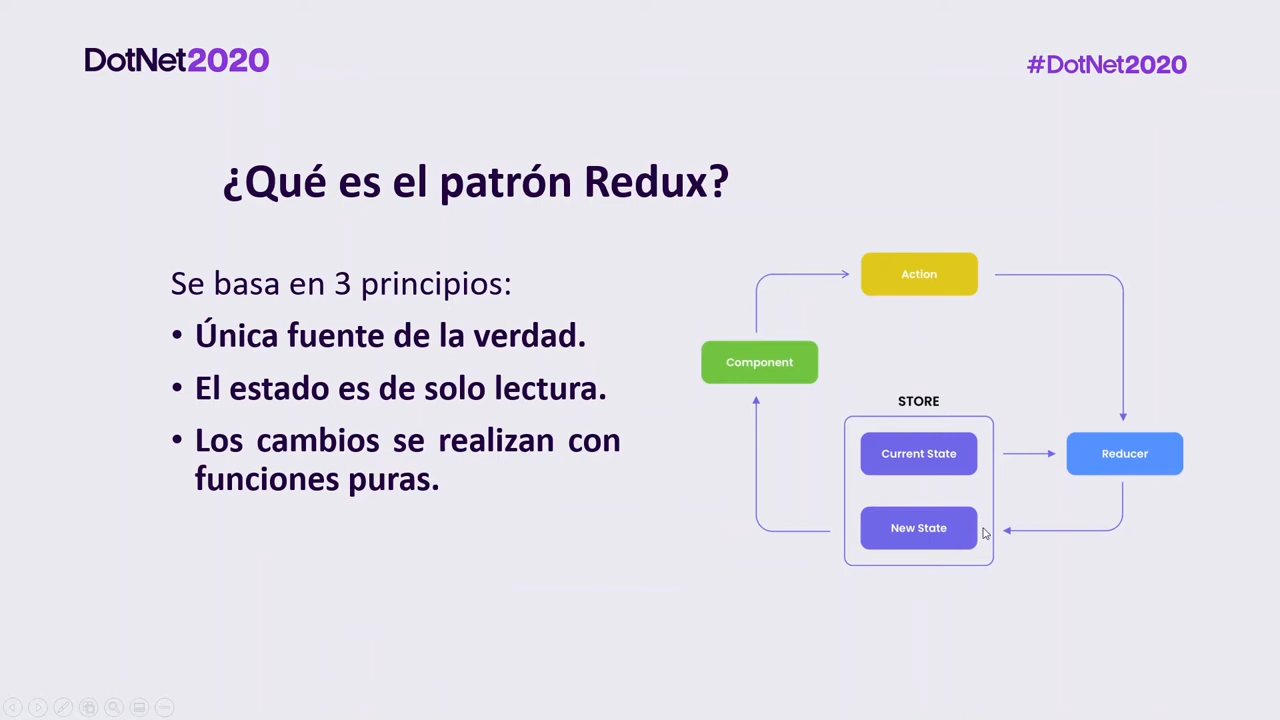 DotNet2020
#DotNet2020
¿Qué es el patrón Redux?
Se basa en 3 principios:
• Única fuente de la verdad.
• El estado es de solo lectura.
• Los cambios se realizan con
funciones puras.
Action
Component
STORE
Current State
Reducer
New State